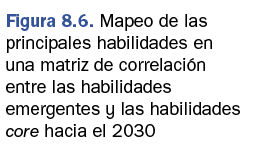 Figura 8.6. Mapeo de las
principales habilidades en
una matriz de correlación
entre las habilidades
emergentes y las habilidades
core hacia el 2030